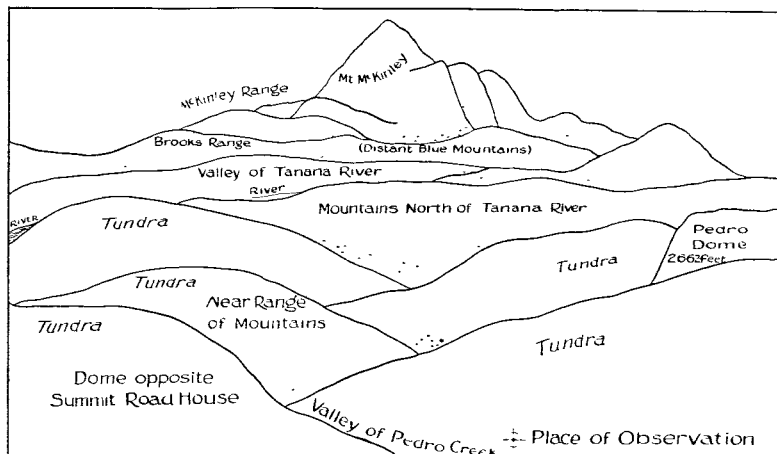 Mt McKinley
McKinley Range
Brooks Range
(Distant Blue Mountains)
Valley of Tanana River
River
Mountains North of Tanana River
River
Tundra
Pedro
Dome
2662 feet
Tundra
Tundra
Near Range
of Mountains
Tundra
Tundra
Dome opposite
Summit Road House
Valley of Pedro Creek
Place of Observation